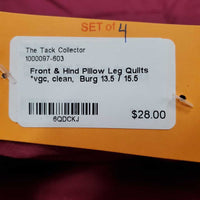 SET of 4
The Tack Collector
1000097-603
Front & Hind Pillow Leg Quilts
*vgc, clean, Burg 13.5 / 15.5
6QDCKJ
$28.00